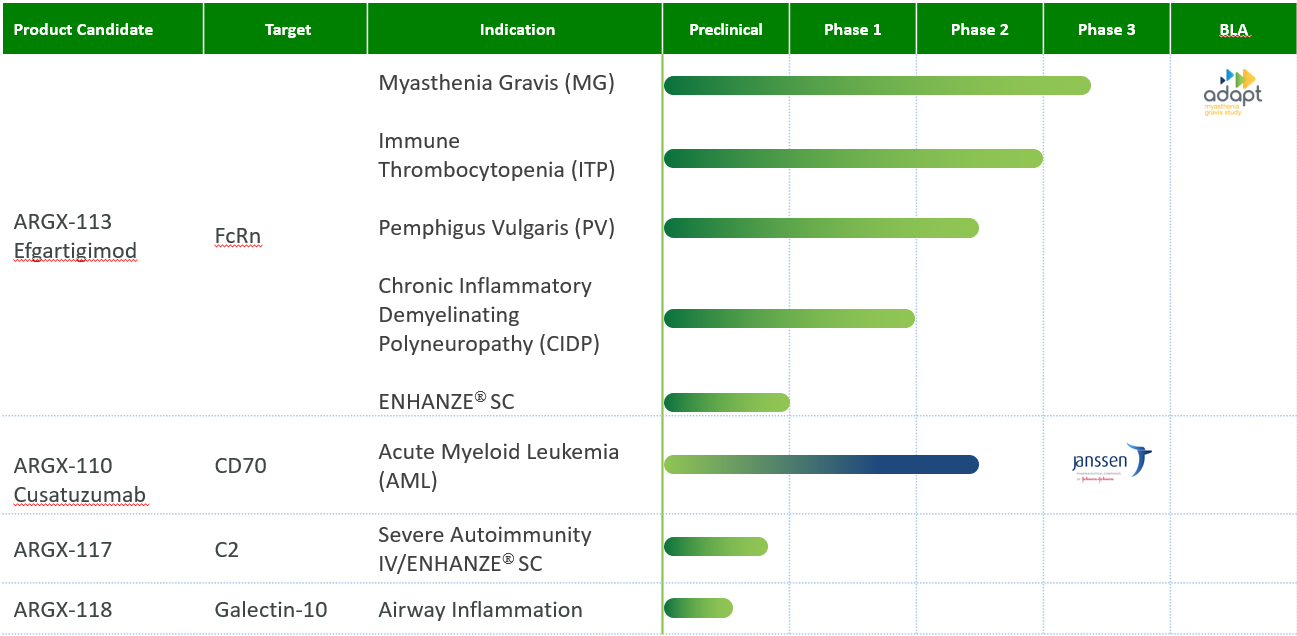 Product Candidate
Target
Indication
Preclinical
Phase 1
Phase 2
Phase 3
BLA
Myasthenia Gravis (MG)
adapt
myasthenia
gravis study
Immune
Thrombocytopenia (ITP)
ARGX-113
Efgartigimod
FcRn
Pemphigus Vulgaris (PV)
Chronic Inflammatory
Demyelinating
Polyneuropathy (CIDP)
ENHANZE® SC
ARGX-110
Cusatuzumab
CD70
Acute Myeloid Leukemia
(AML)
janssen
PHARMACEUTICAL COMPANIES
OF Johnson & Johnson
ARGX-117
C2
Severe Autoimmunity
IV/ENHANZE® SC
ARGX-118
Galectin-10
Airway Inflammation